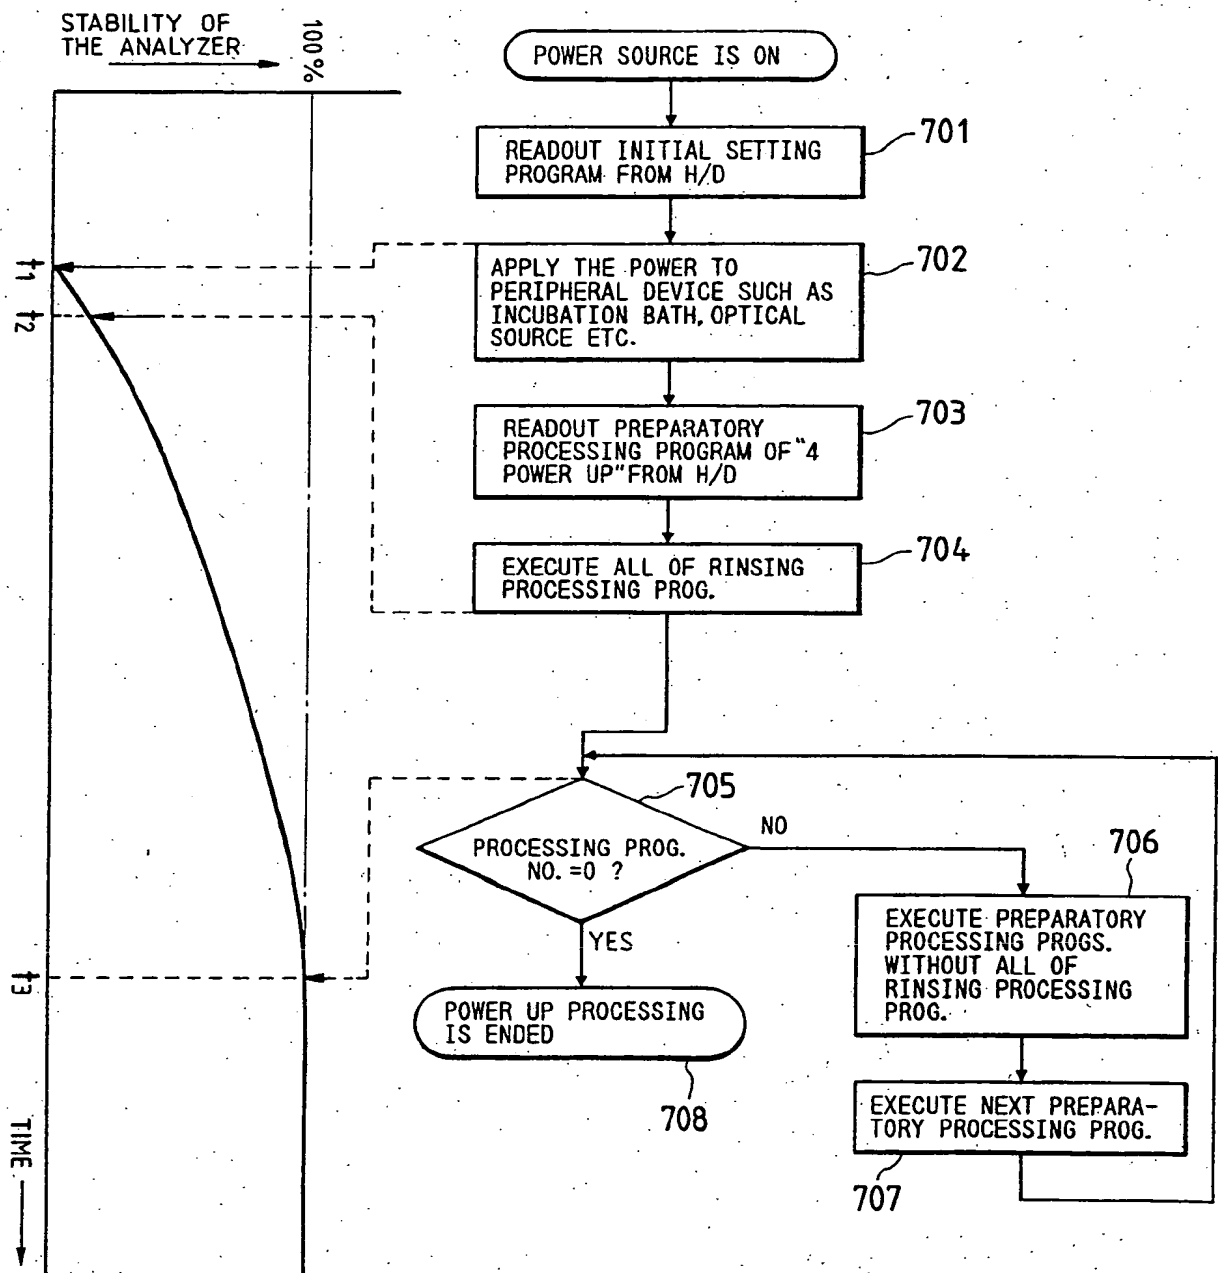 STABILITY OF
THE ANALYZER
100%
t1
t2
t3
TIME
POWER SOURCE IS ON
READOUT INITIAL SETTING
PROGRAM FROM H/D
701
APPLY THE POWER TO
PERIPHERAL DEVICE SUCH AS
INCUBATION BATH, OPTICAL
SOURCE ETC.
702
READOUT PREPARATORY
PROCESSING PROGRAM OF "4
POWER UP" FROM H/D
703
EXECUTE ALL OF RINSING
PROCESSING PROG.
704
705
PROCESSING PROG.
NO. =0 ?
NO
YES
706
EXECUTE PREPARATORY
PROCESSING PROGS.
WITHOUT ALL OF
RINSING PROCESSING
PROG.
POWER UP PROCESSING
IS ENDED
708
EXECUTE NEXT PREPARA-
TORY PROCESSING PROG.
707